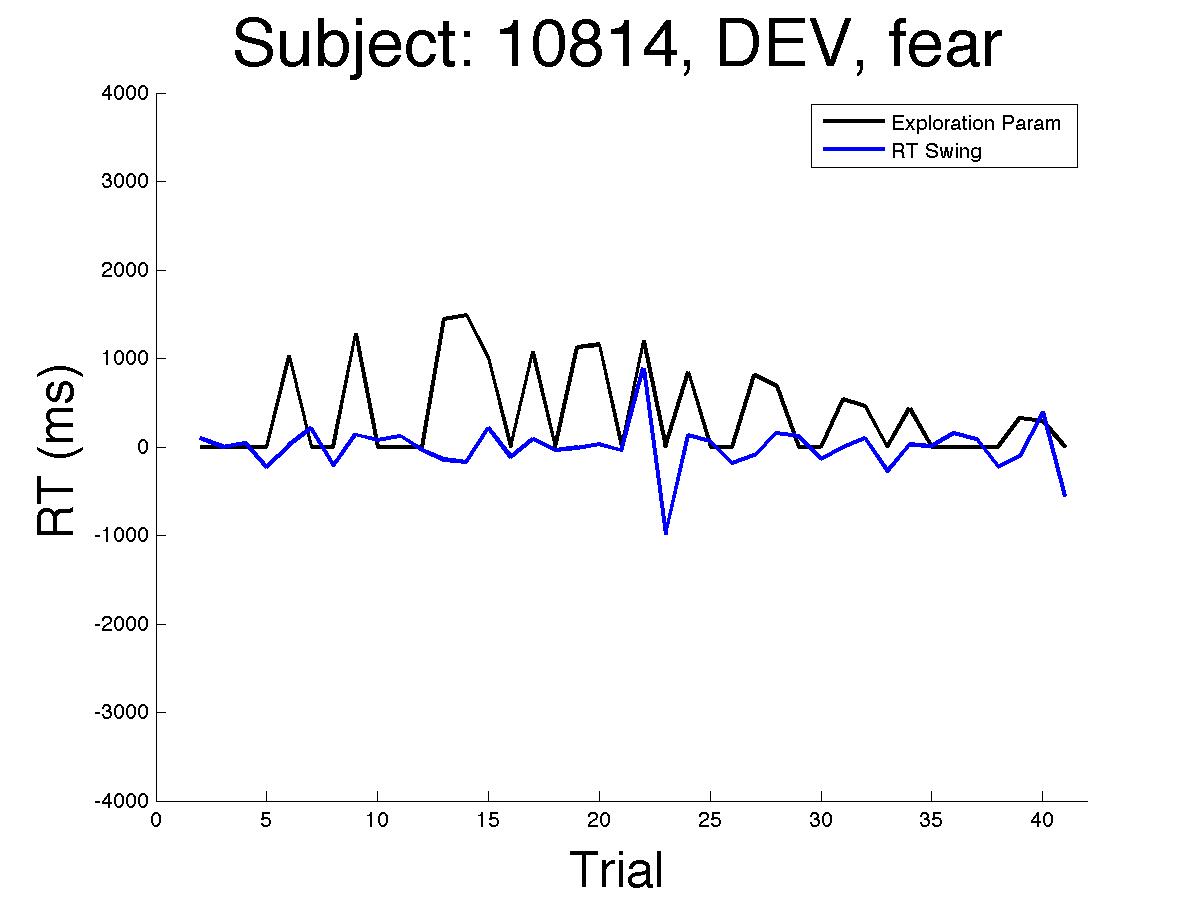 Subject: 10814, DEV, fear
Exploration Param
RT Swing
4000
3000
2000
1000
0
-1000
-2000
-3000
-4000
RT (ms)
0 5 10 15 20 25 30 35 40
Trial